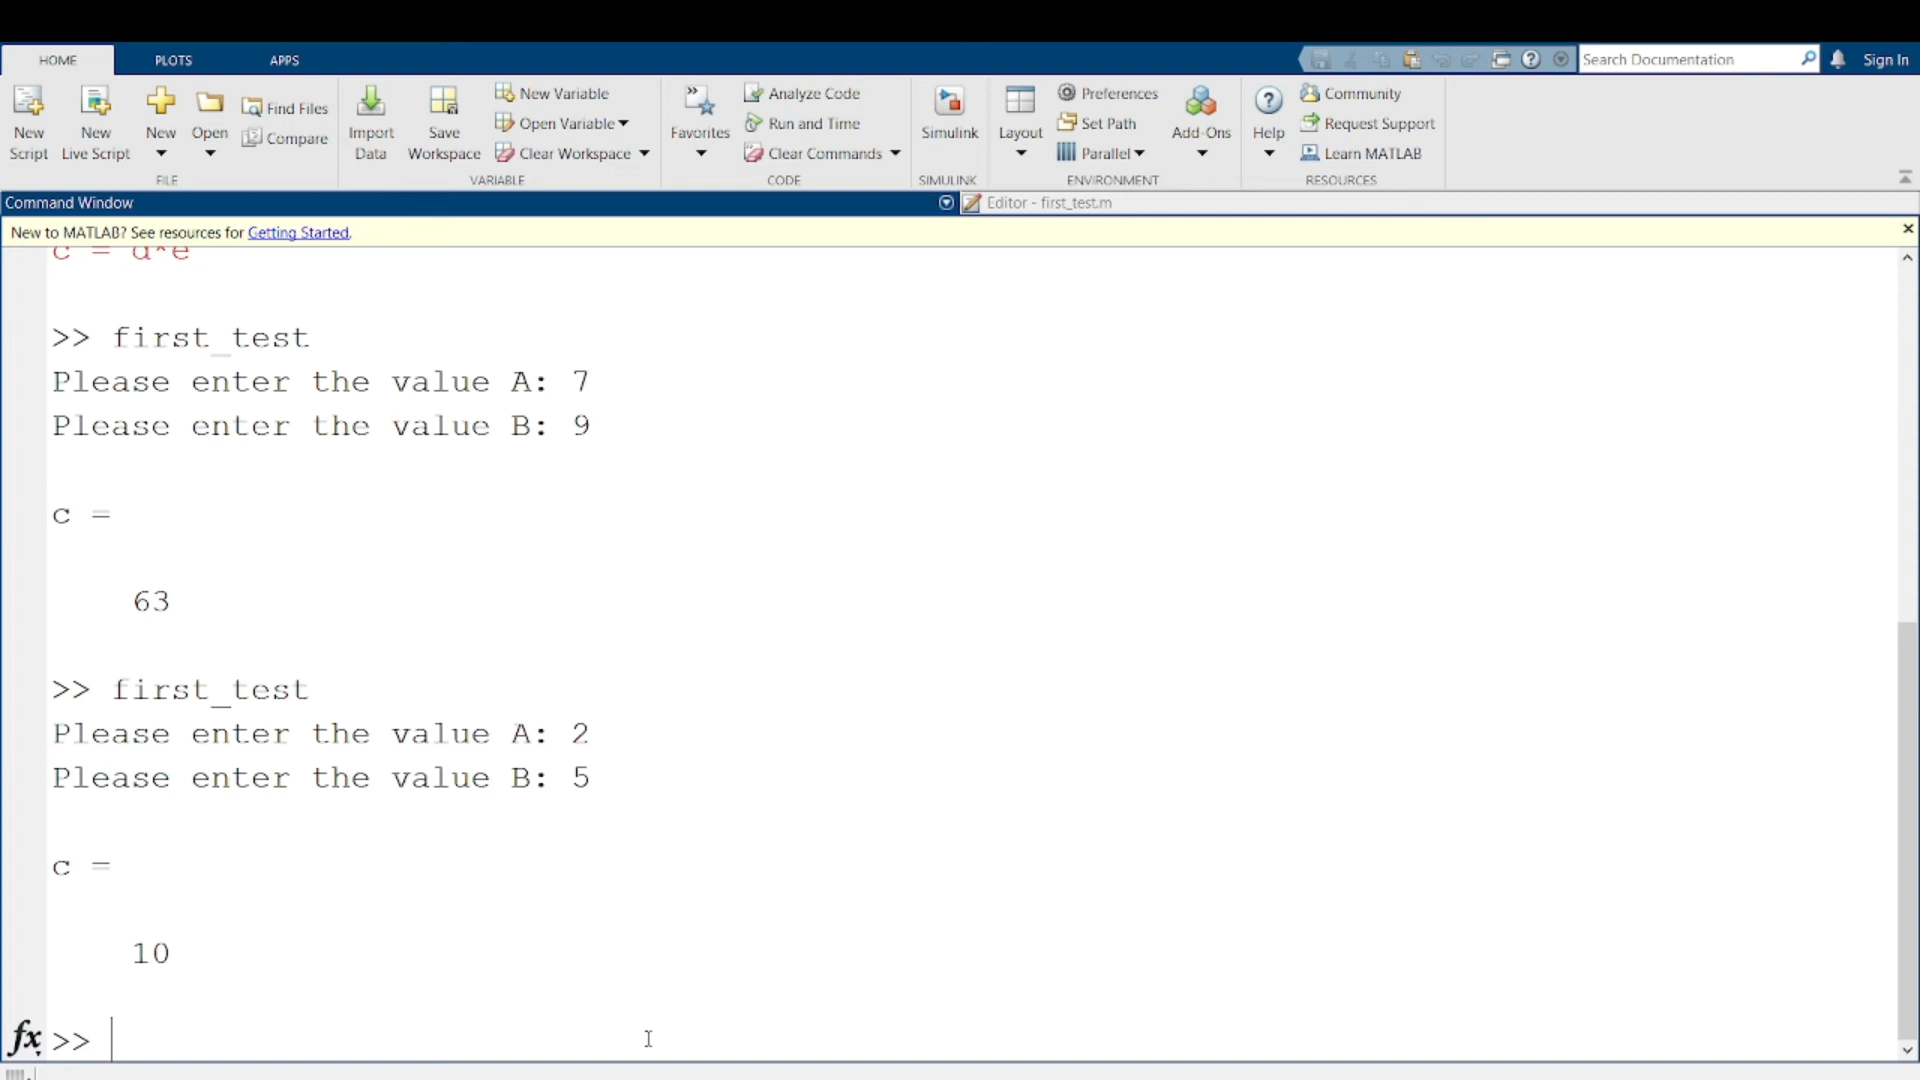 HOME PLOTS APPS
Search Documentation Sign In
New Script
New Live Script
New
Open
Find Files
Compare
FILE
Import Data
Save Workspace
New Variable
Open Variable
Clear Workspace
VARIABLE
Favorites
Analyze Code
Run and Time
Clear Commands
CODE
Simulink
SIMULINK
Layout
Preferences
Set Path
Parallel
Add-Ons
ENVIRONMENT
Help
Community
Request Support
Learn MATLAB
RESOURCES
Command Window
Editor - first_test.m
New to MATLAB? See resources for Getting Started.
>> first_test
Please enter the value A: 7
Please enter the value B: 9
c =
63
>> first_test
Please enter the value A: 2
Please enter the value B: 5
c =
10
fx >>